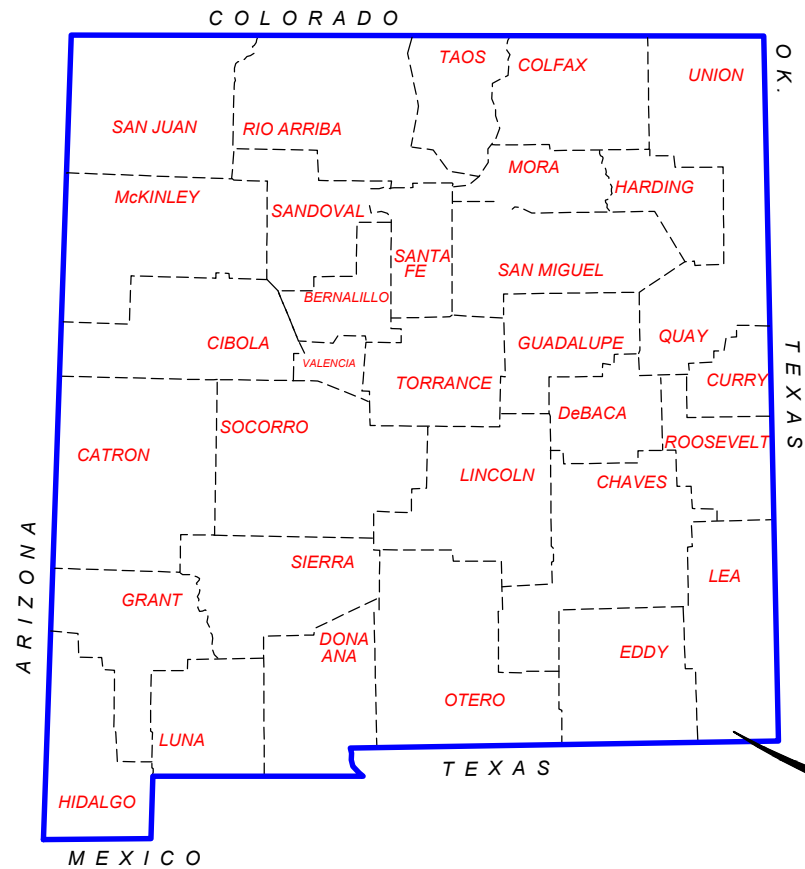 COLORADO
OK.
TAOS
COLFAX
UNION
SAN JUAN
RIO ARRIBA
MORA
HARDING
McKINLEY
SANDOVAL
SANTA
FE
SAN MIGUEL
BERNALILLO
CIBOLA
VALENCIA
GUADALUPE
QUAY
TEXAS
TORRANCE
CURRY
DeBACA
SOCORRO
ROOSEVELT
CATRON
LINCOLN
CHAVES
ARIZONA
SIERRA
LEA
GRANT
DONA
ANA
EDDY
OTERO
LUNA
TEXAS
HIDALGO
MEXICO